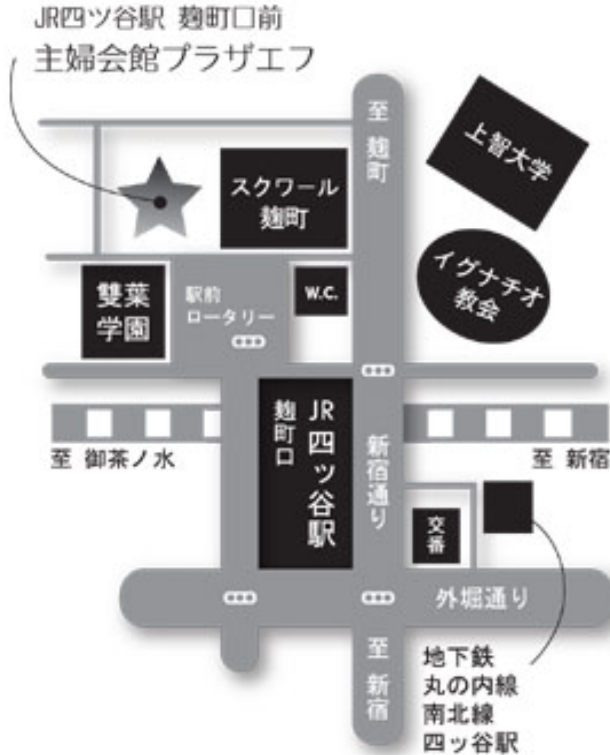 JR四ツ谷駅 麹町口前
主婦会館プラザエフ
至 麹町
上智大学
スクワール
麹町
イグナチオ
教会
雙葉
学園
駅前
ロータリー
W.C.
JR四ツ谷駅
麹町口
新宿通り
至 御茶ノ水
至 新宿
交番
外堀通り
至 新宿
地下鉄
丸の内線
南北線
四ッ谷駅